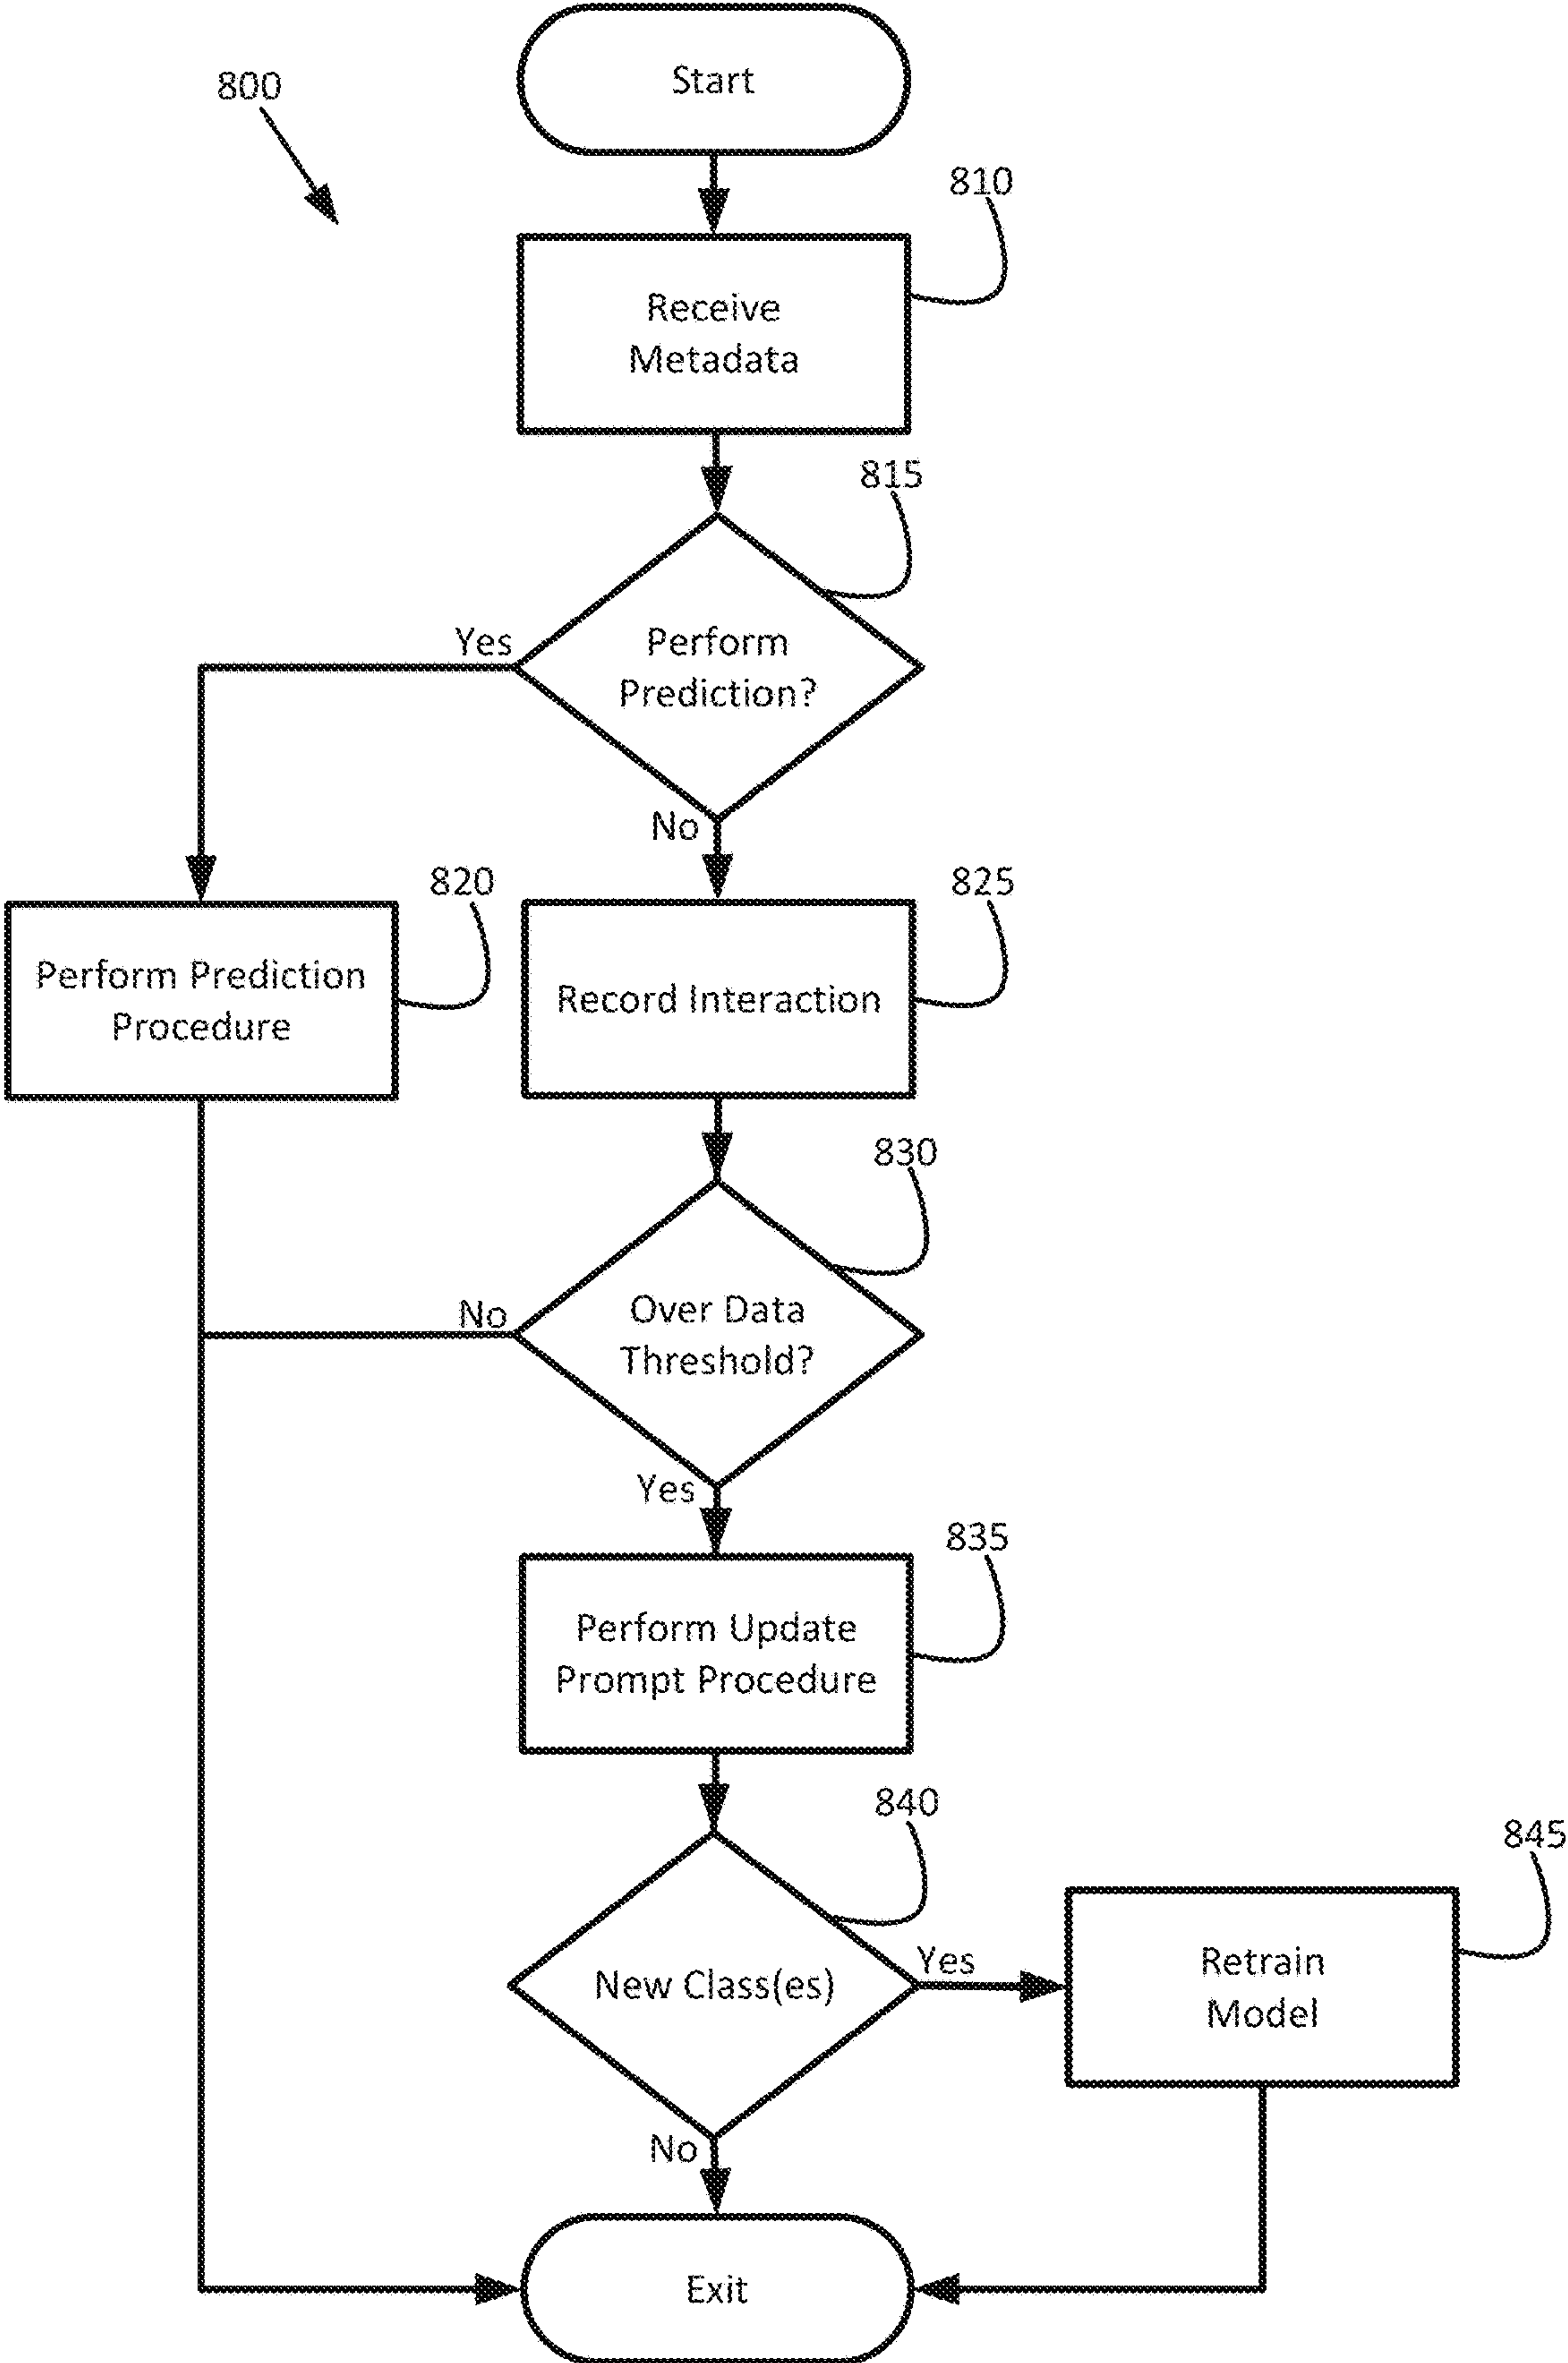 Start
800
810
Receive
Metadata
815
Yes
Perform
Prediction?
No
820
825
Perform Prediction
Procedure
Record Interaction
830
No
Over Data
Threshold?
Yes
835
Perform Update
Prompt Procedure
840
845
New Class(es)
Yes
Retrain
Model
No
Exit